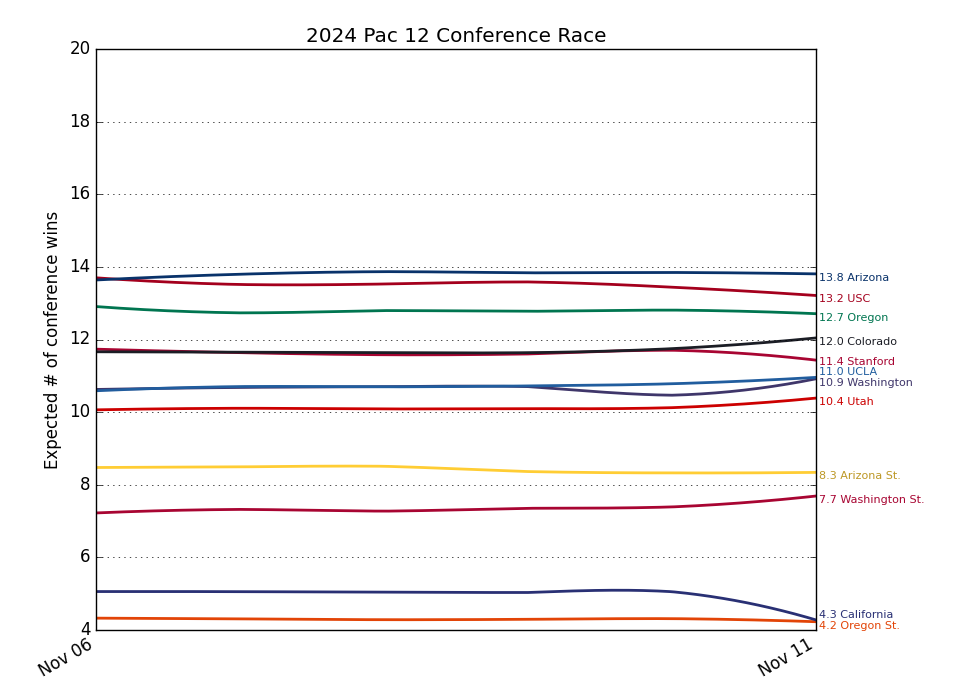 2024 Pac 12 Conference Race
Expected # of conference wins
20
18
16
14
12
10
8
6
4
Nov 06
Nov 11
13.8 Arizona
13.2 USC
12.7 Oregon
12.0 Colorado
11.4 Stanford
11.0 UCLA
10.9 Washington
10.4 Utah
8.3 Arizona St.
7.7 Washington St.
4.3 California
4.2 Oregon St.